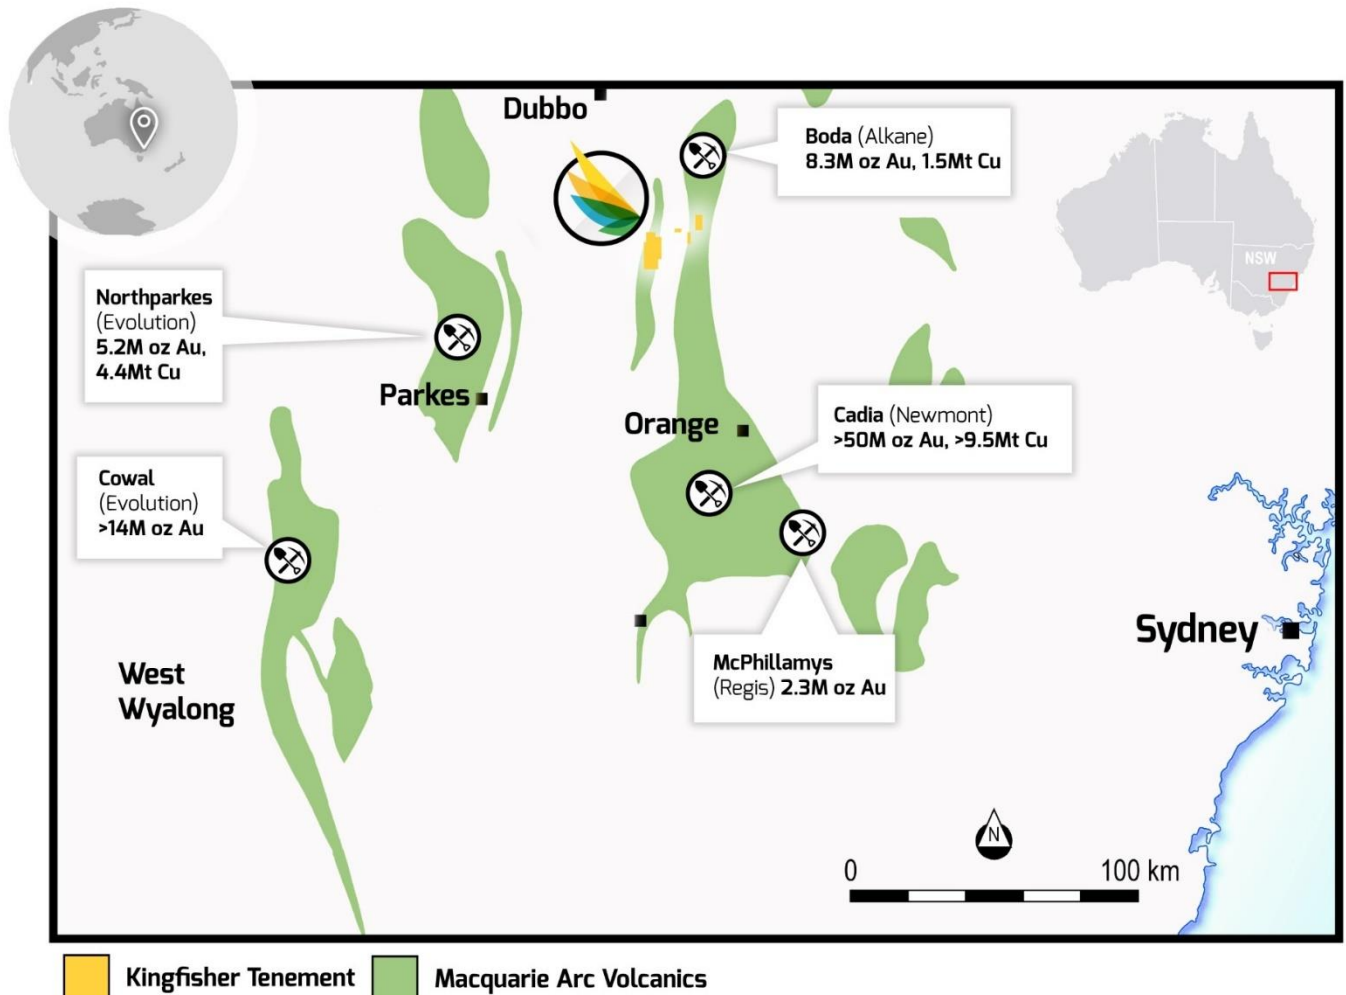 Dubbo
Boda (Alkane)
8.3M oz Au, 1.5Mt Cu
NSW
Northparkes
(Evolution)
5.2M oz Au,
4.4Mt Cu
Parkes
Orange
Cadia (Newmont)
>50M oz Au, >9.5Mt Cu
Cowal
(Evolution)
>14M oz Au
Sydney
McPhillamys
(Regis) 2.3M oz Au
West
Wyalong
N
0 100 km
Kingfisher Tenement Macquarie Arc Volcanics